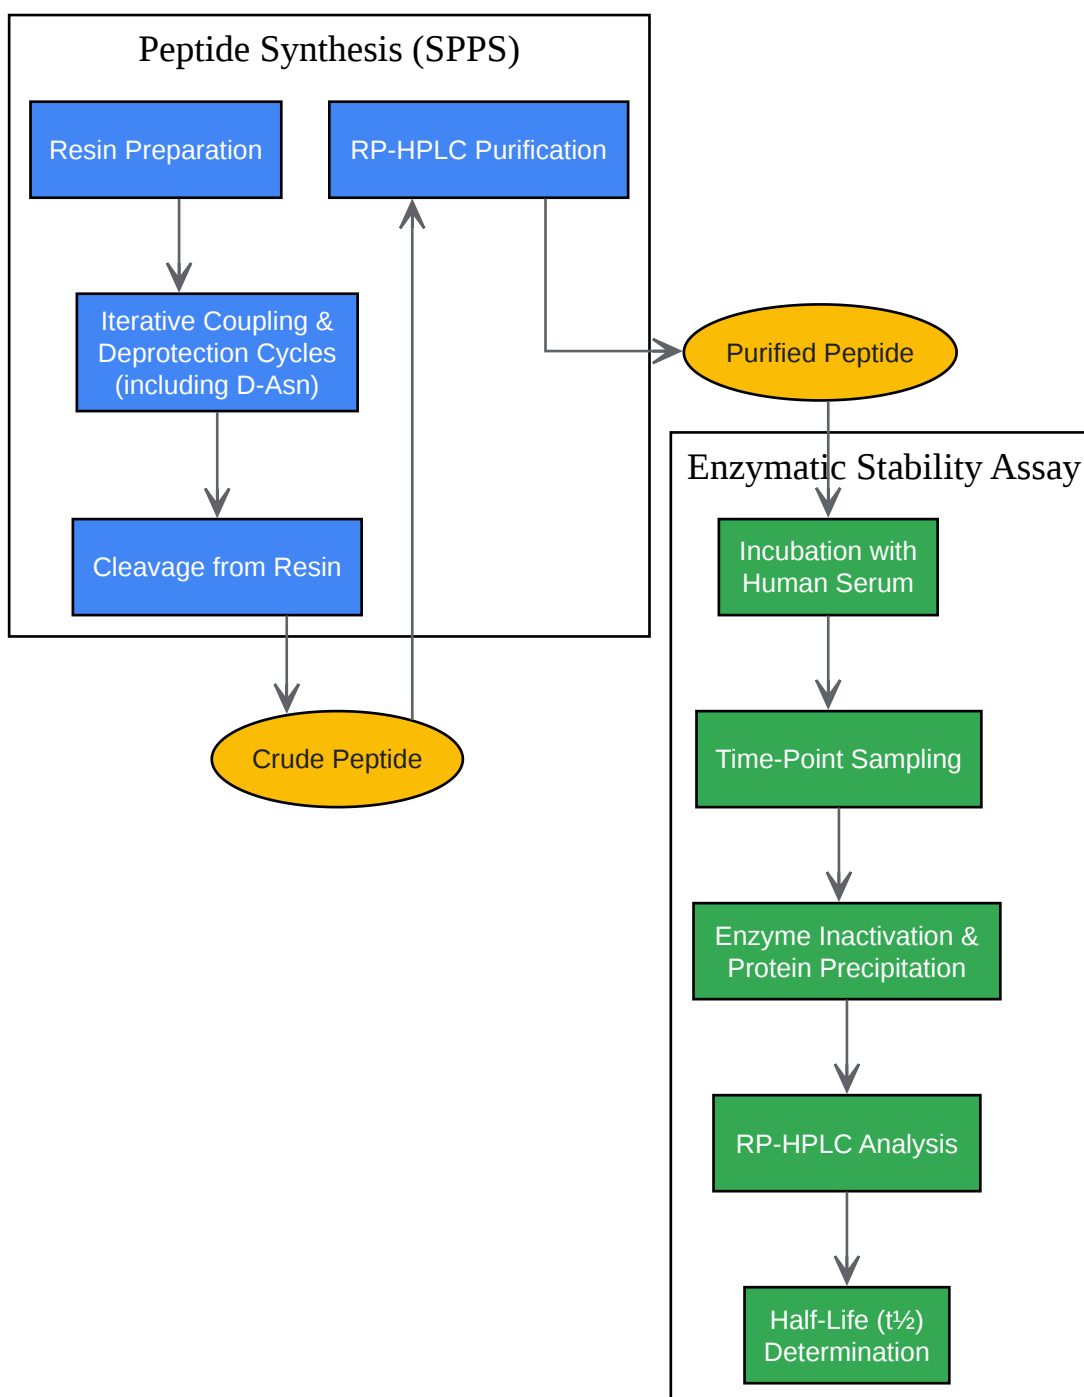 Peptide Synthesis (SPPS)
Resin Preparation
RP-HPLC Purification
Iterative Coupling &
Deprotection Cycles
(including D-Asn)
Cleavage from Resin
Crude Peptide
Purified Peptide
Enzymatic Stability Assay
Incubation with
Human Serum
Time-Point Sampling
Enzyme Inactivation &
Protein Precipitation
RP-HPLC Analysis
Half-Life (t½)
Determination